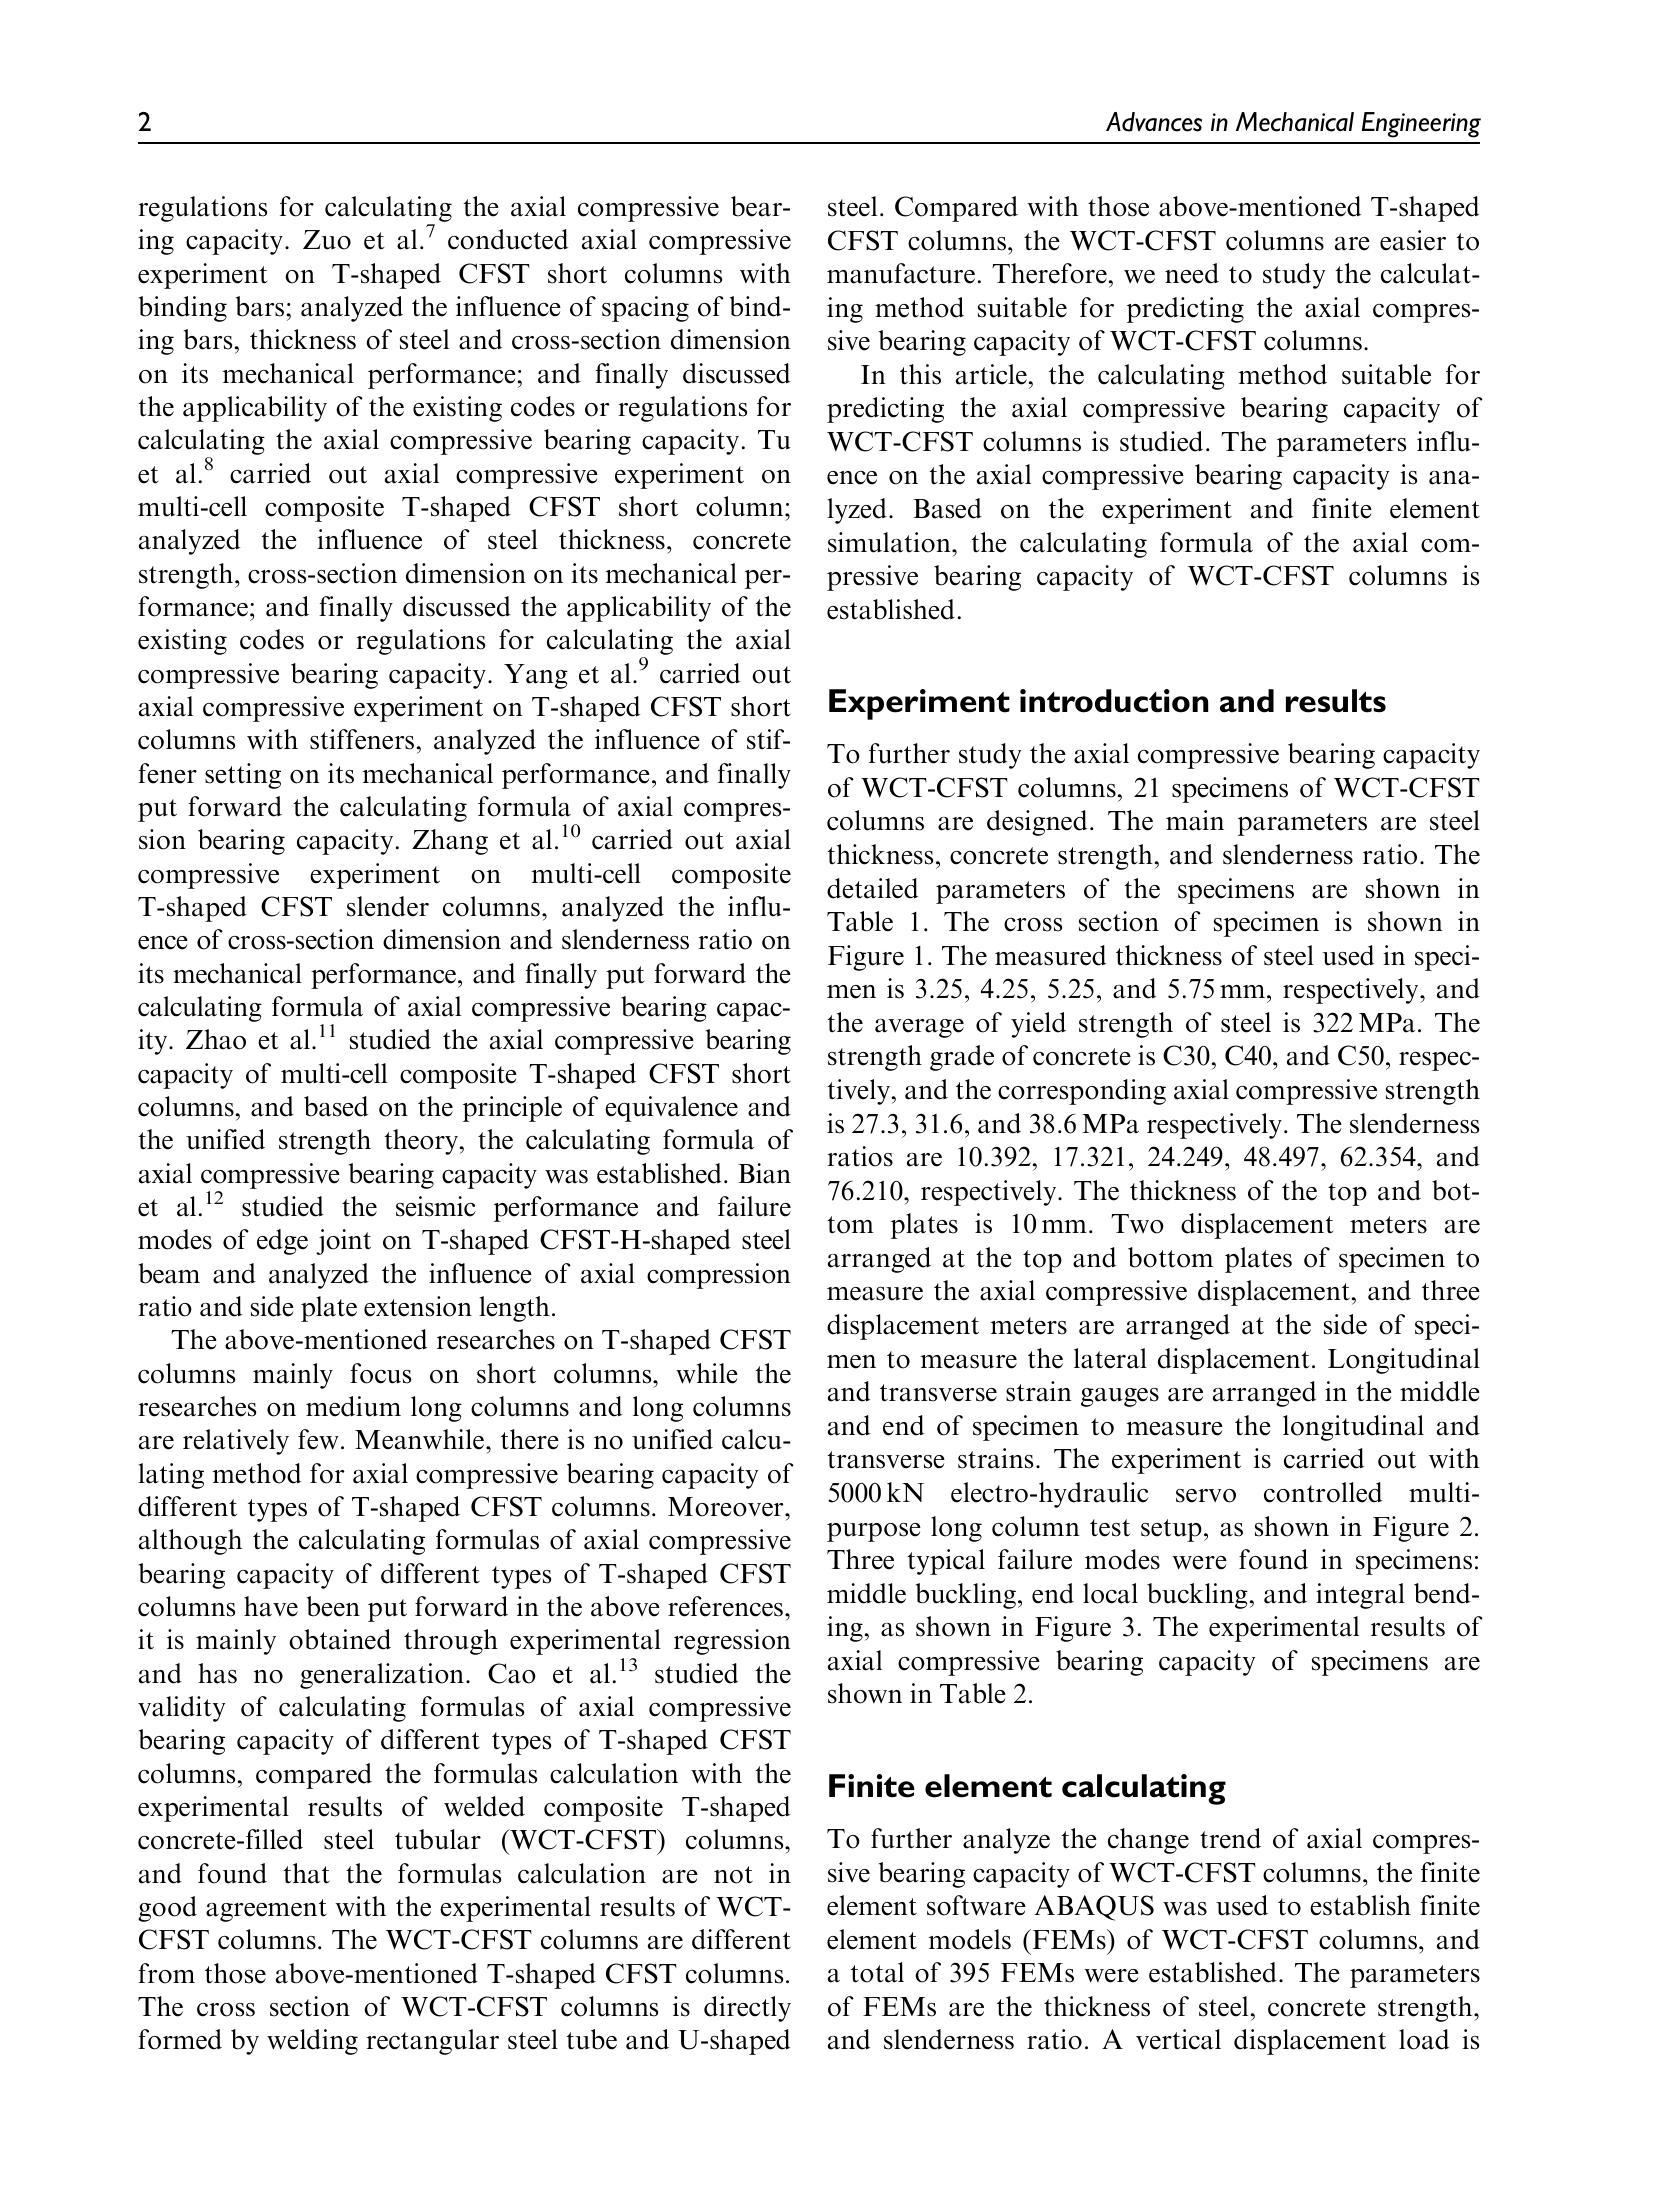 2
Advances in Mechanical Engineering
regulations for calculating the axial compressive bear-
ing capacity. Zuo et al.7 conducted axial compressive
experiment on T-shaped CFST short columns with
binding bars; analyzed the influence of spacing of bind-
ing bars, thickness of steel and cross-section dimension
on its mechanical performance; and finally discussed
the applicability of the existing codes or regulations for
calculating the axial compressive bearing capacity. Tu
et al.8 carried out axial compressive experiment on
multi-cell composite T-shaped CFST short column;
analyzed the influence of steel thickness, concrete
strength, cross-section dimension on its mechanical per-
formance; and finally discussed the applicability of the
existing codes or regulations for calculating the axial
compressive bearing capacity. Yang et al.9 carried out
axial compressive experiment on T-shaped CFST short
columns with stiffeners, analyzed the influence of stif-
fener setting on its mechanical performance, and finally
put forward the calculating formula of axial compres-
sion bearing capacity. Zhang et al.10 carried out axial
compressive experiment on multi-cell composite
T-shaped CFST slender columns, analyzed the influ-
ence of cross-section dimension and slenderness ratio on
its mechanical performance, and finally put forward the
calculating formula of axial compressive bearing capac-
ity. Zhao et al.11 studied the axial compressive bearing
capacity of multi-cell composite T-shaped CFST short
columns, and based on the principle of equivalence and
the unified strength theory, the calculating formula of
axial compressive bearing capacity was established. Bian
et al.12 studied the seismic performance and failure
modes of edge joint on T-shaped CFST-H-shaped steel
beam and analyzed the influence of axial compression
ratio and side plate extension length.
The above-mentioned researches on T-shaped CFST
columns mainly focus on short columns, while the
researches on medium long columns and long columns
are relatively few. Meanwhile, there is no unified calcu-
lating method for axial compressive bearing capacity of
different types of T-shaped CFST columns. Moreover,
although the calculating formulas of axial compressive
bearing capacity of different types of T-shaped CFST
columns have been put forward in the above references,
it is mainly obtained through experimental regression
and has no generalization. Cao et al.13 studied the
validity of calculating formulas of axial compressive
bearing capacity of different types of T-shaped CFST
columns, compared the formulas calculation with the
experimental results of welded composite T-shaped
concrete-filled steel tubular (WCT-CFST) columns,
and found that the formulas calculation are not in
good agreement with the experimental results of WCT-
CFST columns. The WCT-CFST columns are different
from those above-mentioned T-shaped CFST columns.
The cross section of WCT-CFST columns is directly
formed by welding rectangular steel tube and U-shaped
steel. Compared with those above-mentioned T-shaped
CFST columns, the WCT-CFST columns are easier to
manufacture. Therefore, we need to study the calculat-
ing method suitable for predicting the axial compres-
sive bearing capacity of WCT-CFST columns.
In this article, the calculating method suitable for
predicting the axial compressive bearing capacity of
WCT-CFST columns is studied. The parameters influ-
ence on the axial compressive bearing capacity is ana-
lyzed. Based on the experiment and finite element
simulation, the calculating formula of the axial com-
pressive bearing capacity of WCT-CFST columns is
established.
Experiment introduction and results
To further study the axial compressive bearing capacity
of WCT-CFST columns, 21 specimens of WCT-CFST
columns are designed. The main parameters are steel
thickness, concrete strength, and slenderness ratio. The
detailed parameters of the specimens are shown in
Table 1. The cross section of specimen is shown in
Figure 1. The measured thickness of steel used in speci-
men is 3.25, 4.25, 5.25, and 5.75 mm, respectively, and
the average of yield strength of steel is 322 MPa. The
strength grade of concrete is C30, C40, and C50, respec-
tively, and the corresponding axial compressive strength
is 27.3, 31.6, and 38.6 MPa respectively. The slenderness
ratios are 10.392, 17.321, 24.249, 48.497, 62.354, and
76.210, respectively. The thickness of the top and bot-
tom plates is 10 mm. Two displacement meters are
arranged at the top and bottom plates of specimen to
measure the axial compressive displacement, and three
displacement meters are arranged at the side of speci-
men to measure the lateral displacement. Longitudinal
and transverse strain gauges are arranged in the middle
and end of specimen to measure the longitudinal and
transverse strains. The experiment is carried out with
5000 kN electro-hydraulic servo controlled multi-
purpose long column test setup, as shown in Figure 2.
Three typical failure modes were found in specimens:
middle buckling, end local buckling, and integral bend-
ing, as shown in Figure 3. The experimental results of
axial compressive bearing capacity of specimens are
shown in Table 2.
Finite element calculating
To further analyze the change trend of axial compres-
sive bearing capacity of WCT-CFST columns, the finite
element software ABAQUS was used to establish finite
element models (FEMs) of WCT-CFST columns, and
a total of 395 FEMs were established. The parameters
of FEMs are the thickness of steel, concrete strength,
and slenderness ratio. A vertical displacement load is